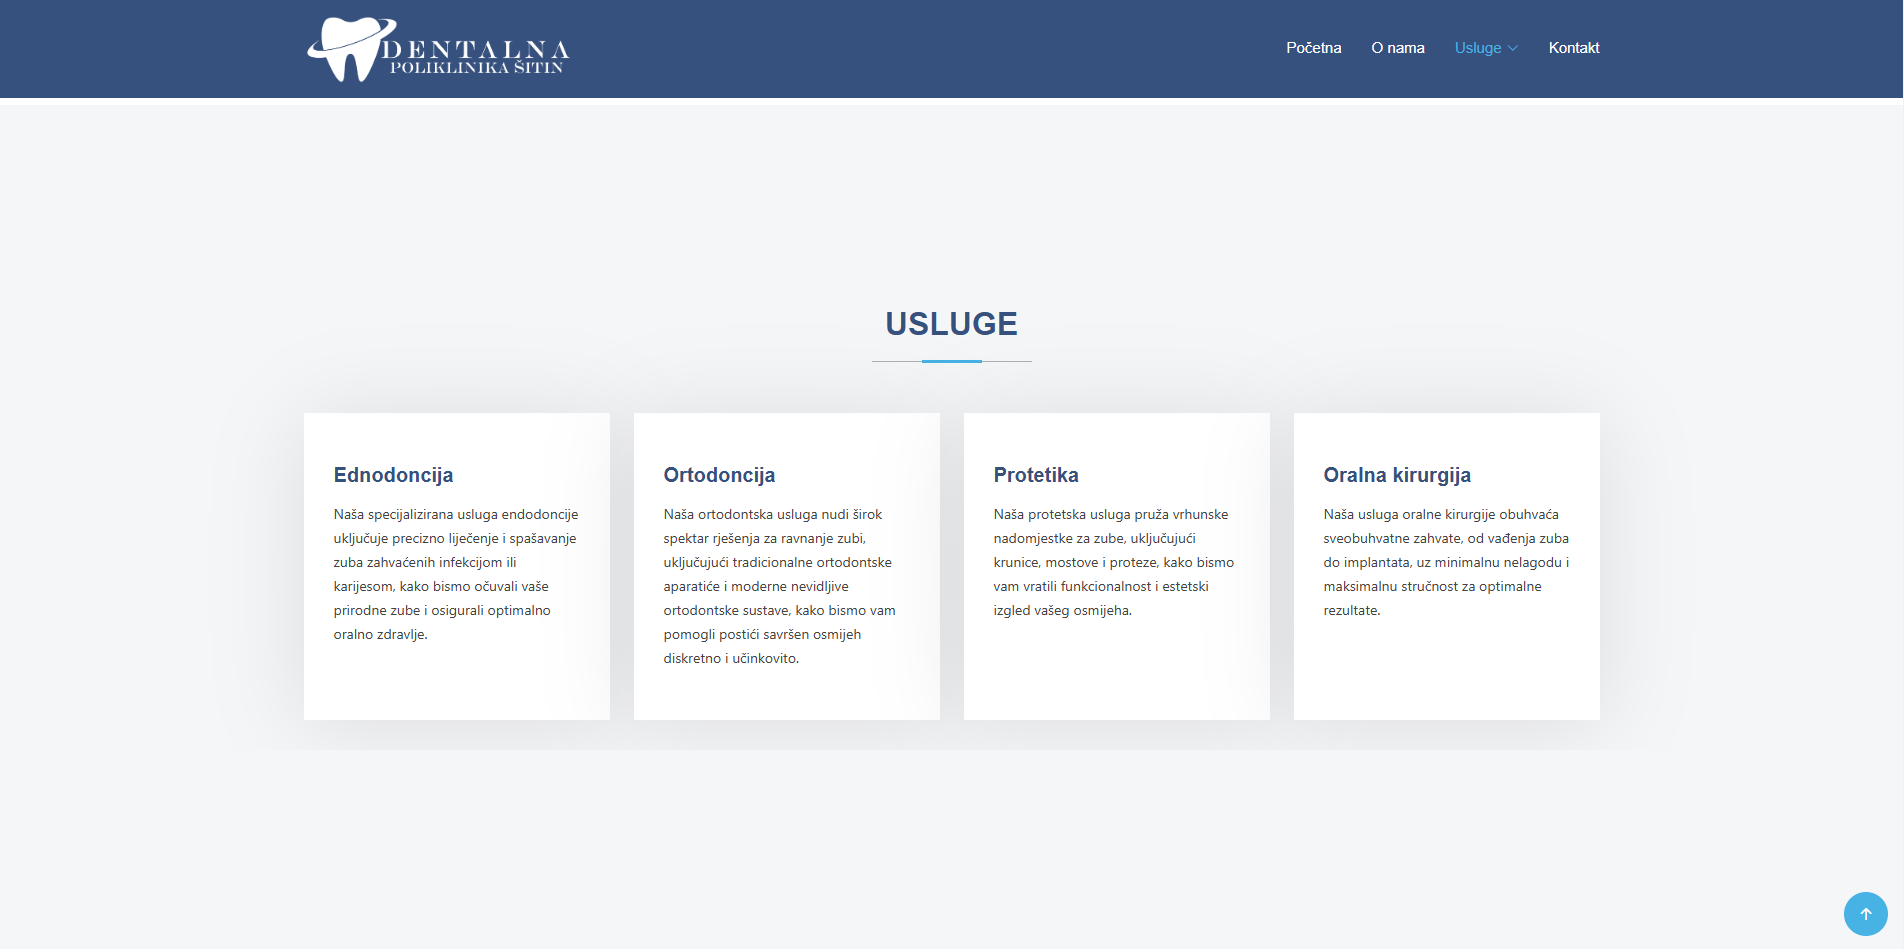 DENTALNA
POLIKLINIKA ŠITIN
Početna O nama Usluge Kontakt
USLUGE
Ednodoncija
Naša specijalizirana usluga endodoncije
uključuje precizno liječenje i spašavanje
zuba zahvaćenih infekcijom ili
karijesom, kako bismo očuvali vaše
prirodne zube i osigurali optimalno
oralno zdravlje.
Ortodoncija
Naša ortodontska usluga nudi širok
spektar rješenja za ravnanje zubi,
uključujući tradicionalne ortodontske
aparatiće i moderne nevidljive
ortodontske sustave, kako bismo vam
pomogli postići savršen osmijeh
diskretno i učinkovito.
Protetika
Naša protetska usluga pruža vrhunske
nadomjestke za zube, uključujući
krunice, mostove i proteze, kako bismo
vam vratili funkcionalnost i estetski
izgled vašeg osmijeha.
Oralna kirurgija
Naša usluga oralne kirurgije obuhvaća
sveobuhvatne zahvate, od vađenja zuba
do implantata, uz minimalnu nelagodu i
maksimalnu stručnost za optimalne
rezultate.